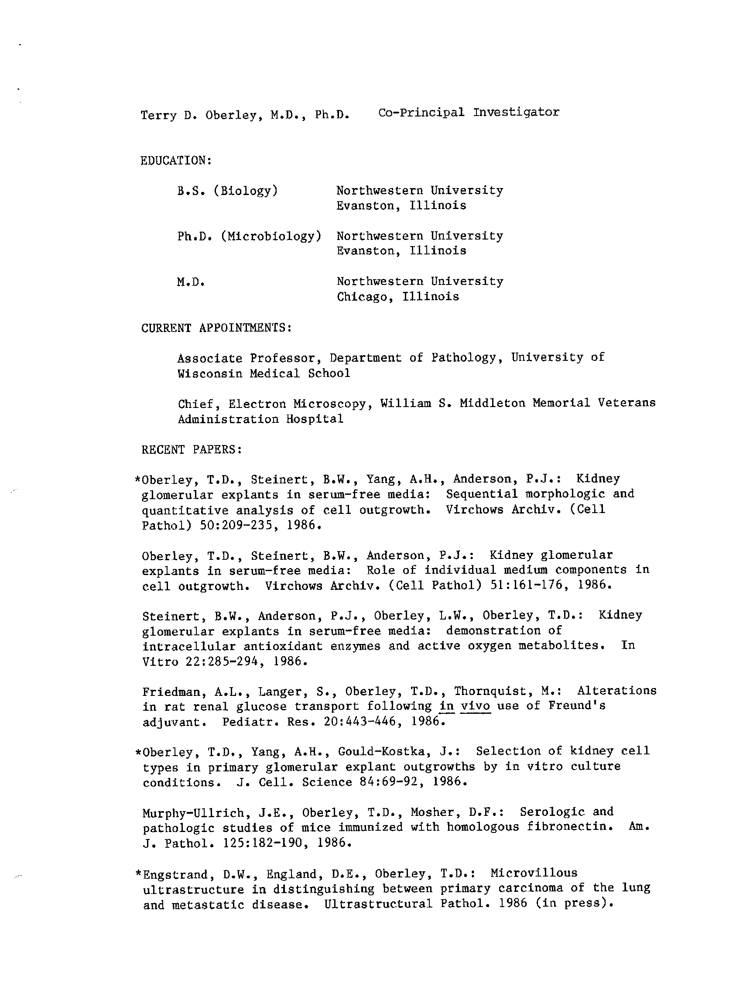 Terry D. Oberley, M.D., Ph.D. Co-Principal Investigator
EDUCATION:
B.S. (Biology) Northwestern University
Evanston, Illinois
Ph.D. (Microbiology) Northwestern University
Evanston, Illinois
M.D. Northwestern University
Chicago, Illinois
CURRENT APPOINTMENTS:
Associate Professor, Department of Pathology, University of
Wisconsin Medical School
Chief, Electron Microscopy, William S. Middleton Memorial Veterans
Administration Hospital
RECENT PAPERS:
*Oberley, T.D., Steinert, B.W., Yang, A.H., Anderson, P.J.: Kidney
glomerular explants in serum-free media: Sequential morphologic and
quantitative analysis of cell outgrowth. Virchows Archiv. (Cell
Pathol) 50:209-235, 1986.
Oberley, T.D., Steinert, B.W., Anderson, P.J.: Kidney glomerular
explants in serum-free media: Role of individual medium components in
cell outgrowth. Virchows Archiv. (Cell Pathol) 51:161-176, 1986.
Steinert, B.W., Anderson, P.J., Oberley, L.W., Oberley, T.D.: Kidney
glomerular explants in serum-free media: demonstration of
intracellular antioxidant enzymes and active oxygen metabolites. In
Vitro 22:285-294, 1986.
Friedman, A.L., Langer, S., Oberley, T.D., Thornquist, M.: Alterations
in rat renal glucose transport following in vivo use of Freund's
adjuvant. Pediatr. Res. 20:443-446, 1986.
*Oberley, T.D., Yang, A.H., Gould-Kostka, J.: Selection of kidney cell
types in primary glomerular explant outgrowths by in vitro culture
conditions. J. Cell. Science 84:69-92, 1986.
Murphy-Ullrich, J.E., Oberley, T.D., Mosher, D.F.: Serologic and
pathologic studies of mice immunized with homologous fibronectin. Am.
J. Pathol. 125:182-190, 1986.
*Engstrand, D.W., England, D.E., Oberley, T.D.: Microvillous
ultrastructure in distinguishing between primary carcinoma of the lung
and metastatic disease. Ultrastructural Pathol. 1986 (in press).